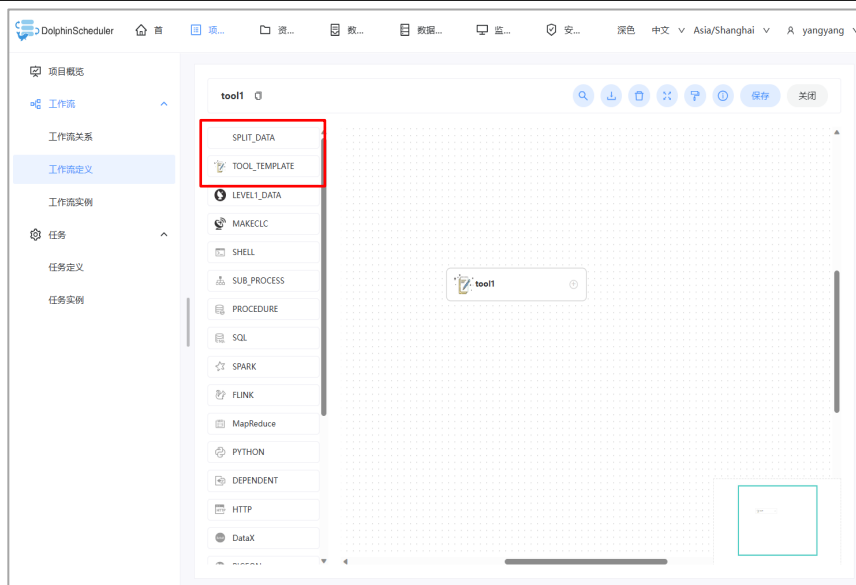 DolphinScheduler 首 项... 资... 数... 数据... 监... 安... 深色 中文 Asia/Shanghai yangyang
项目概览
tool1 保存 关闭
工作流
工作流关系
工作流定义
工作流实例
任务
任务定义
任务实例
SPLIT_DATA
TOOL_TEMPLATE
LEVEL1_DATA
MAKECLC
SHELL
SUB_PROCESS
PROCEDURE
SQL
SPARK
FLINK
MapReduce
PYTHON
DEPENDENT
HTTP
DataX
tool1